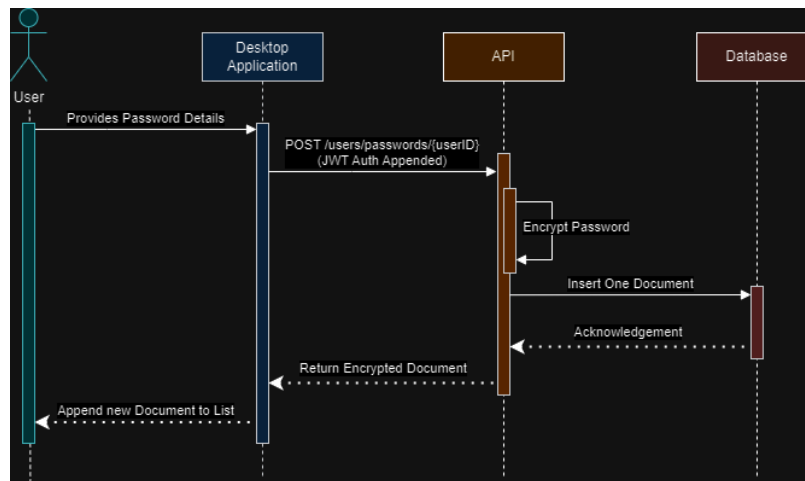 Desktop
Application
API
Database
User
Provides Password Details
POST /users/passwords/{userID}
(JWT Auth Appended)
Encrypt Password
Insert One Document
Acknowledgement
Return Encrypted Document
Append new Document to List